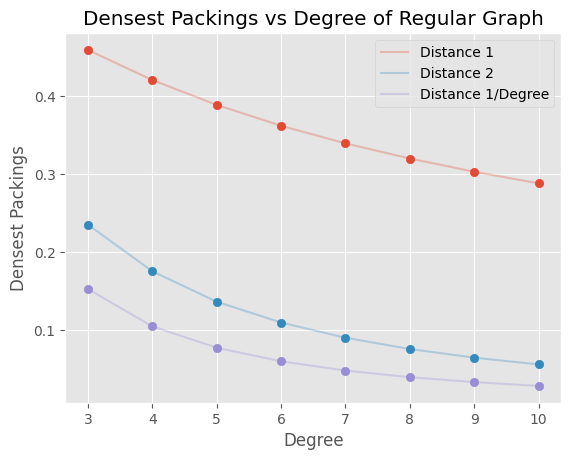 Densest Packings vs Degree of Regular Graph
Distance 1
Distance 2
Distance 1/Degree
Densest Packings
0.4
0.3
0.2
0.1
3 4 5 6 7 8 9 10
Degree